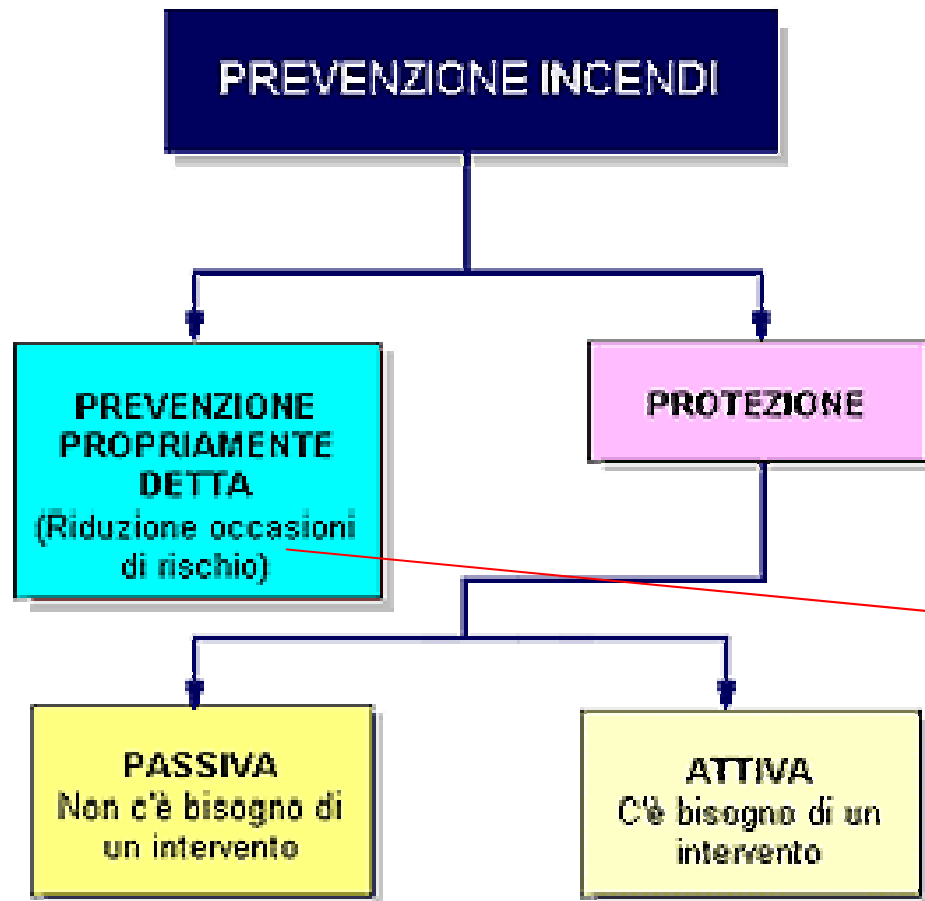 PREVENZIONE INCENDI
PREVENZIONE
PROPRIAMENTE
DETTA
(Riduzione occasioni
di rischio)
PROTEZIONE
PASSIVA
Non c'è bisogno di
un intervento
ATTIVA
C'è bisogno di un
intervento